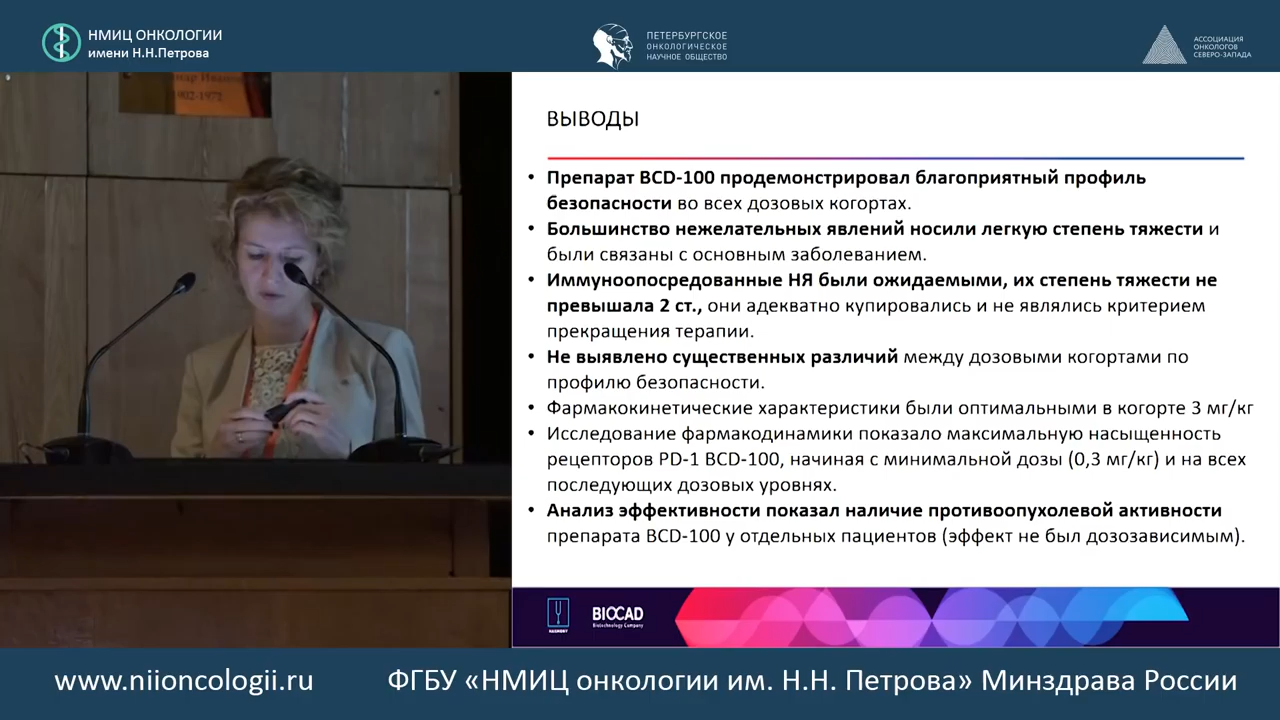 НМИЦ ОНКОЛОГИИ
имени Н.Н.Петрова
ПЕТЕРБУРГСКОЕ
ОНКОЛОГИЧЕСКОЕ
НАУЧНОЕ ОБЩЕСТВО
АССОЦИАЦИЯ
ОНКОЛОГОВ
СЕВЕРО-ЗАПАДА
1902-1972
ВЫВОДЫ
• Препарат BCD-100 продемонстрировал благоприятный профиль
безопасности во всех дозовых когортах.
• Большинство нежелательных явлений носили легкую степень тяжести и
были связаны с основным заболеванием.
• Иммуноопосредованные НЯ были ожидаемыми, их степень тяжести не
превышала 2 ст., они адекватно купировались и не являлись критерием
прекращения терапии.
• Не выявлено существенных различий между дозовыми когортами по
профилю безопасности.
• Фармакокинетические характеристики были оптимальными в когорте 3 мг/кг
• Исследование фармакодинамики показало максимальную насыщенность
рецепторов PD-1 BCD-100, начиная с минимальной дозы (0,3 мг/кг) и на всех
последующих дозовых уровнях.
• Анализ эффективности показал наличие противоопухолевой активности
препарата BCD-100 у отдельных пациентов (эффект не был дозозависимым).
HARMONY
BIOCAD
Biotechnology Company
www.niioncologii.ru
ФГБУ «НМИЦ онкологии им. Н.Н. Петрова» Минздрава России